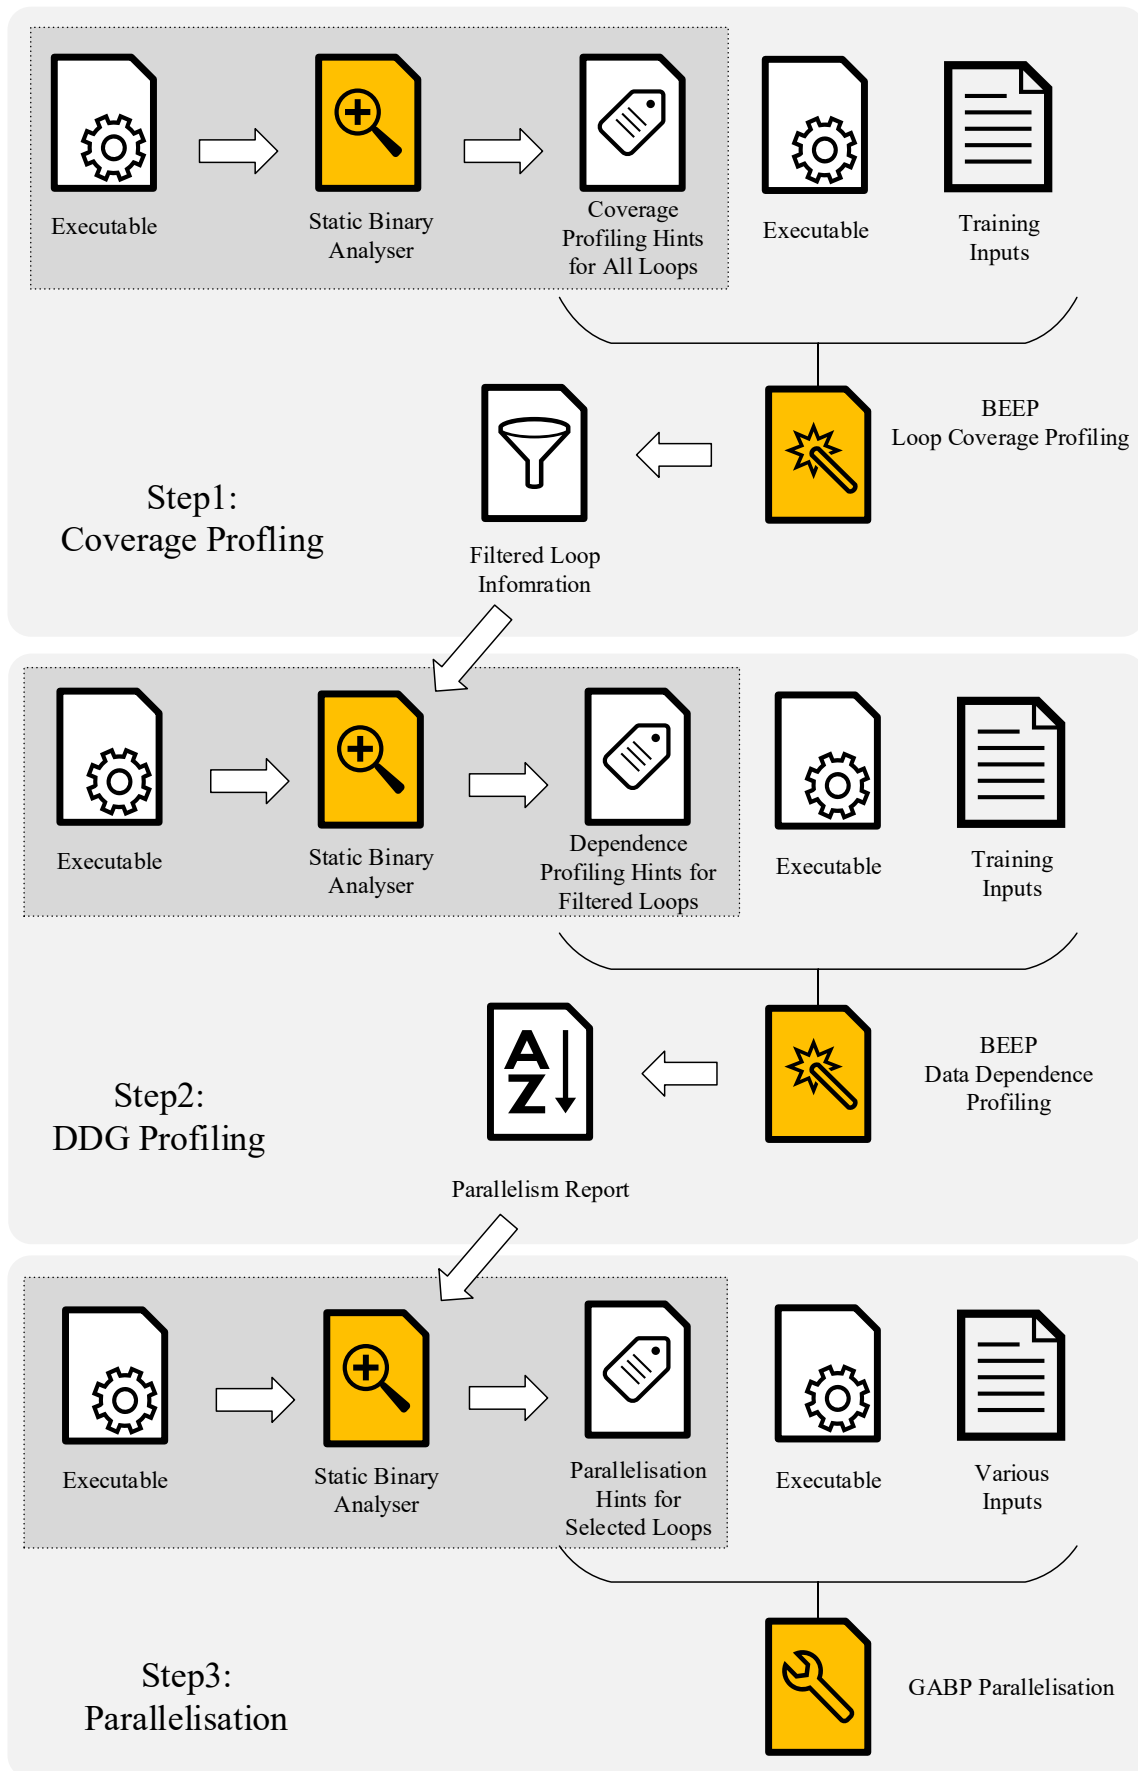 Executable
Static Binary
Analyser
Coverage
Profiling Hints
for All Loops
Executable
Training
Inputs
BEEP
Loop Coverage Profiling
Step1:
Coverage Profling
Filtered Loop
Infomration
Executable
Static Binary
Analyser
Dependence
Profiling Hints for
Filtered Loops
Executable
Training
Inputs
A
Z
BEEP
Data Dependence
Profiling
Step2:
DDG Profiling
Parallelism Report
Executable
Static Binary
Analyser
Parallelisation
Hints for
Selected Loops
Executable
Various
Inputs
Step3:
Parallelisation
GABP Parallelisation